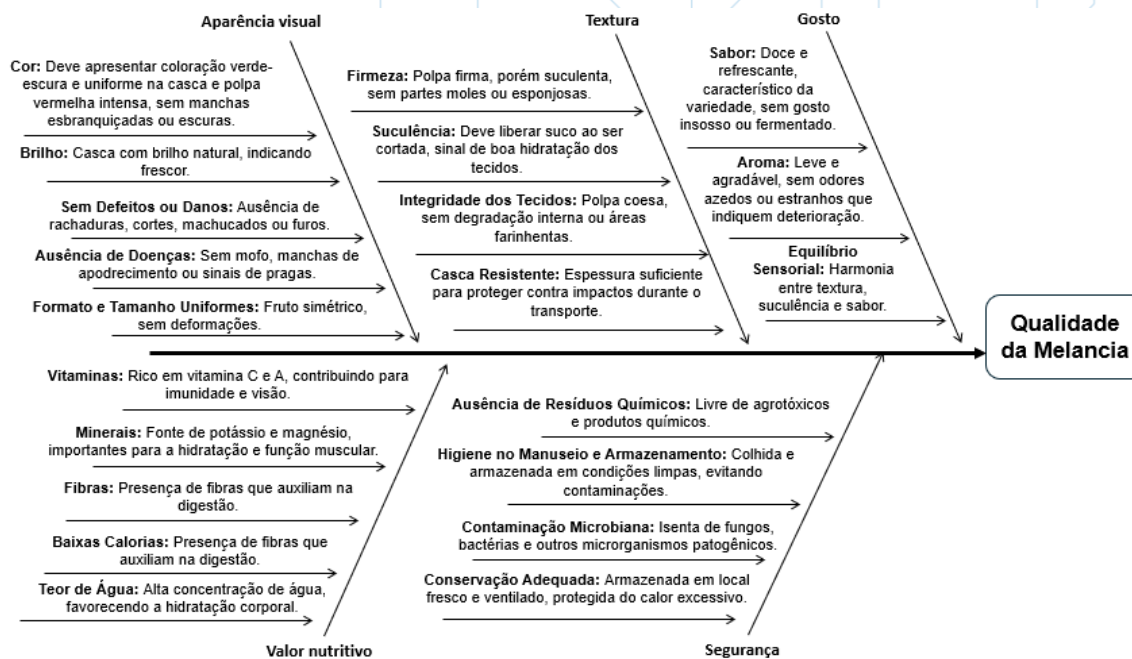 Aparência visual
Cor: Deve apresentar coloração verde-
escura e uniforme na casca e polpa
vermelha intensa, sem manchas
esbranquiçadas ou escuras.
Brilho: Casca com brilho natural, indicando
frescor.
Sem Defeitos ou Danos: Ausência de
rachaduras, cortes, machucados ou furos.
Ausência de Doenças: Sem mofo, manchas de
apodrecimento ou sinais de pragas.
Formato e Tamanho Uniformes: Fruto simétrico,
sem deformações.
Textura
Firmeza: Polpa firme, porém suculenta,
sem partes moles ou esponjosas.
Suculência: Deve liberar suco ao ser
cortada, sinal de boa hidratação dos
tecidos.
Integridade dos Tecidos: Polpa coesa,
sem degradação interna ou áreas
farinhentas.
Casca Resistente: Espessura suficiente
para proteger contra impactos durante o
transporte.
Gosto
Sabor: Doce e
refrescante,
característico da
variedade, sem gosto
insosso ou fermentado.
Aroma: Leve e
agradável, sem odores
azedos ou estranhos que
indiquem deterioração.
Equilíbrio
Sensorial: Harmonia
entre textura,
suculência e sabor.
Qualidade
da Melancia
Vitaminas: Rico em vitamina C e A, contribuindo para
imunidade e visão.
Minerais: Fonte de potássio e magnésio,
importantes para a hidratação e função muscular.
Fibras: Presença de fibras que auxiliam na
digestão.
Baixas Calorias: Presença de fibras que
auxiliam na digestão.
Teor de Água: Alta concentração de água,
favorecendo a hidratação corporal.
Valor nutritivo
Ausência de Resíduos Químicos: Livre de agrotóxicos
e produtos químicos.
Higiene no Manuseio e Armazenamento: Colhida e
armazenada em condições limpas, evitando
contaminações.
Contaminação Microbiana: Isenta de fungos,
bactérias e outros microrganismos patogênicos.
Conservação Adequada: Armazenada em local
fresco e ventilado, protegida do calor excessivo.
Segurança